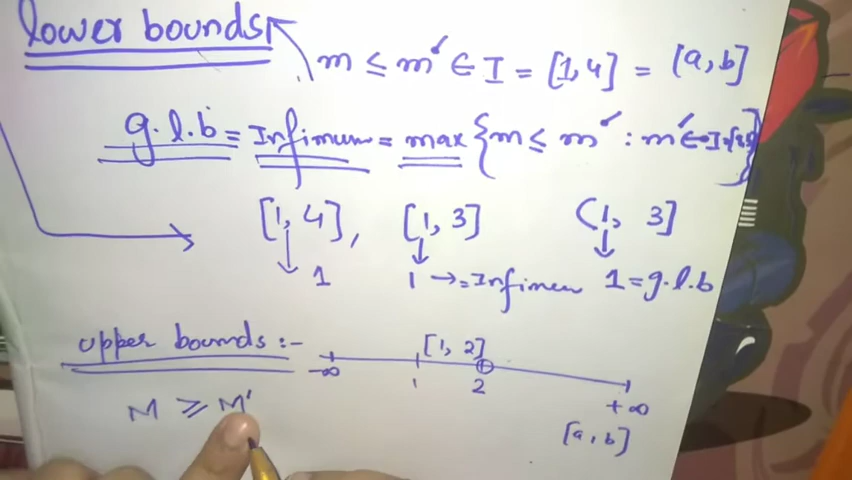 lower bounds
m ≤ m' ∈ I = [1,4] = [a,b]
g.l.b = Infimum = max {m ≤ m' : m' ∈
[1, 4], [1, 3] (1, 3]
1 1 → = Infimum 1 = g.l.b
upper bounds :-
[1, 2]
-∞ 1 2 +∞
M ≥ M'
[a, b]